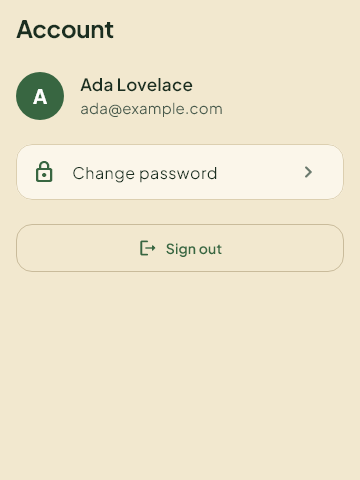 Account
A
Ada Lovelace
ada@example.com
Change password
Sign out